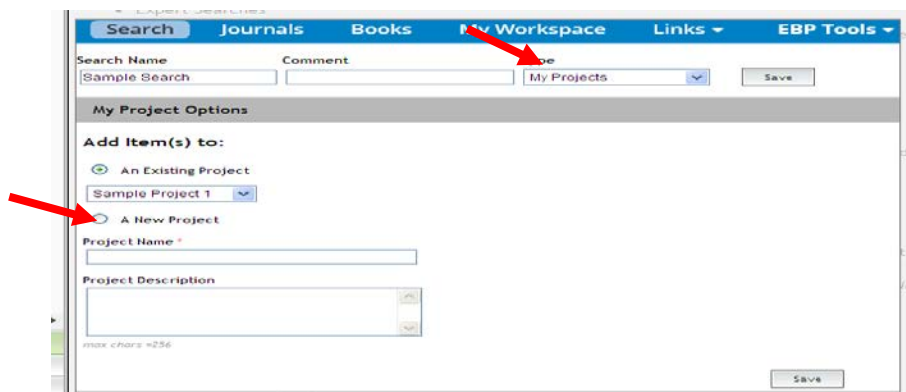 Expert Searches
Search Journals Books My Workspace Links EBP Tools
Search Name Comment
Sample Search My Projects Save
My Project Options
Add Item(s) to:
An Existing Project
Sample Project 1
A New Project
Project Name *
Project Description
max chars =256
Save